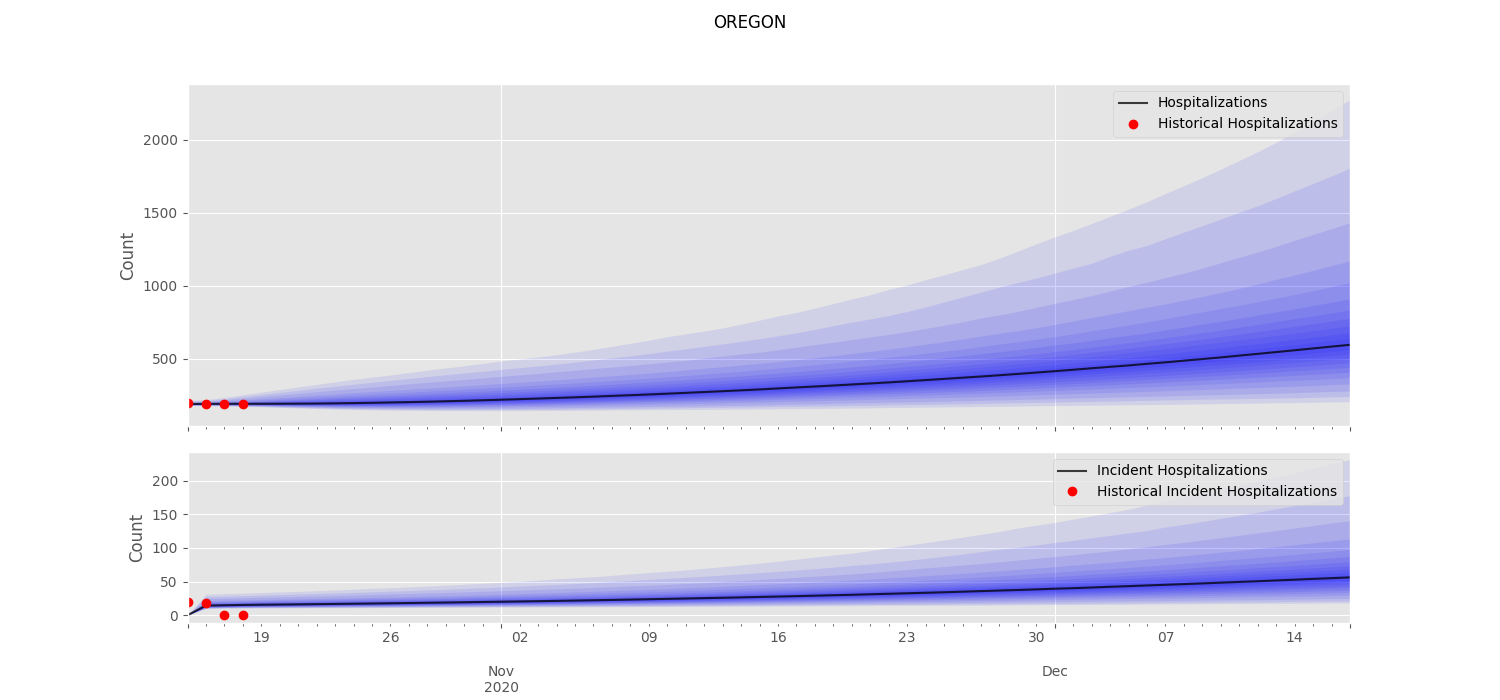 OREGON
Count
2000
1500
1000
500
Hospitalizations
Historical Hospitalizations
Count
200
150
100
50
0
Incident Hospitalizations
Historical Incident Hospitalizations
19 26 02 09 16 23 30 07 14
Nov Dec
2020